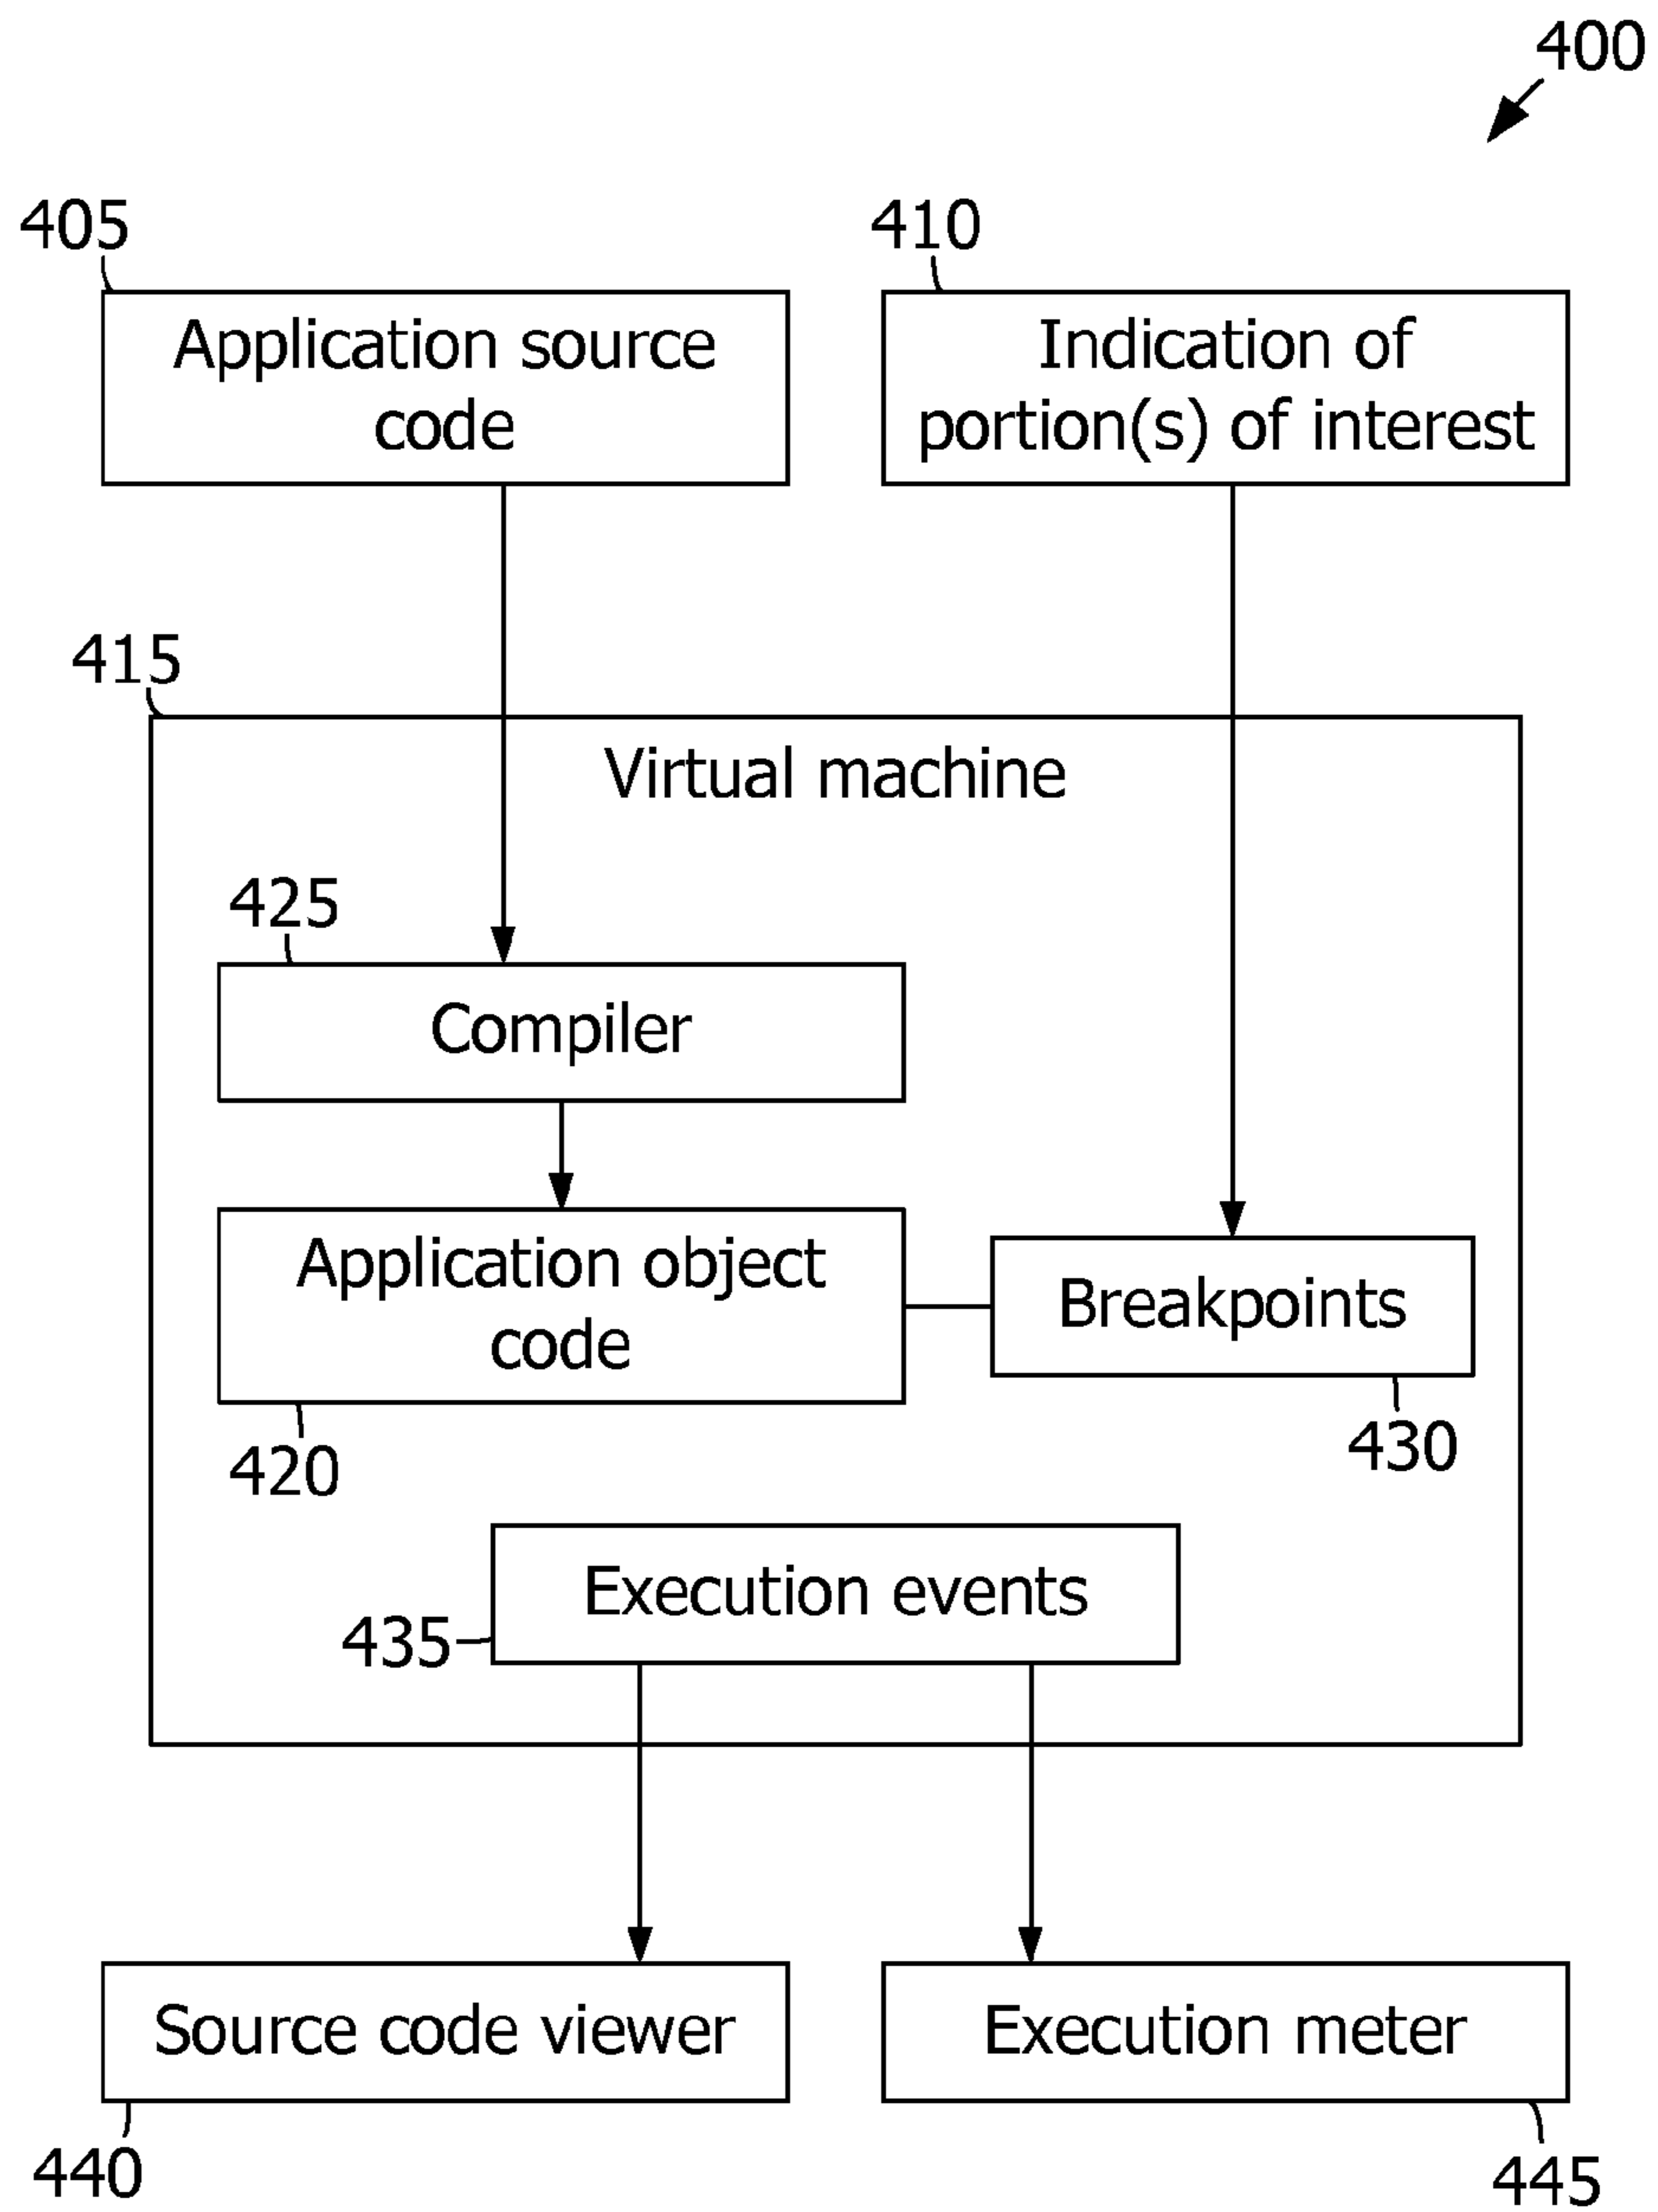 400
405
410
Application source
code
Indication of
portion(s) of interest
415
Virtual machine
425
Compiler
Application object
code
Breakpoints
420
430
Execution events
435
Source code viewer
Execution meter
440
445